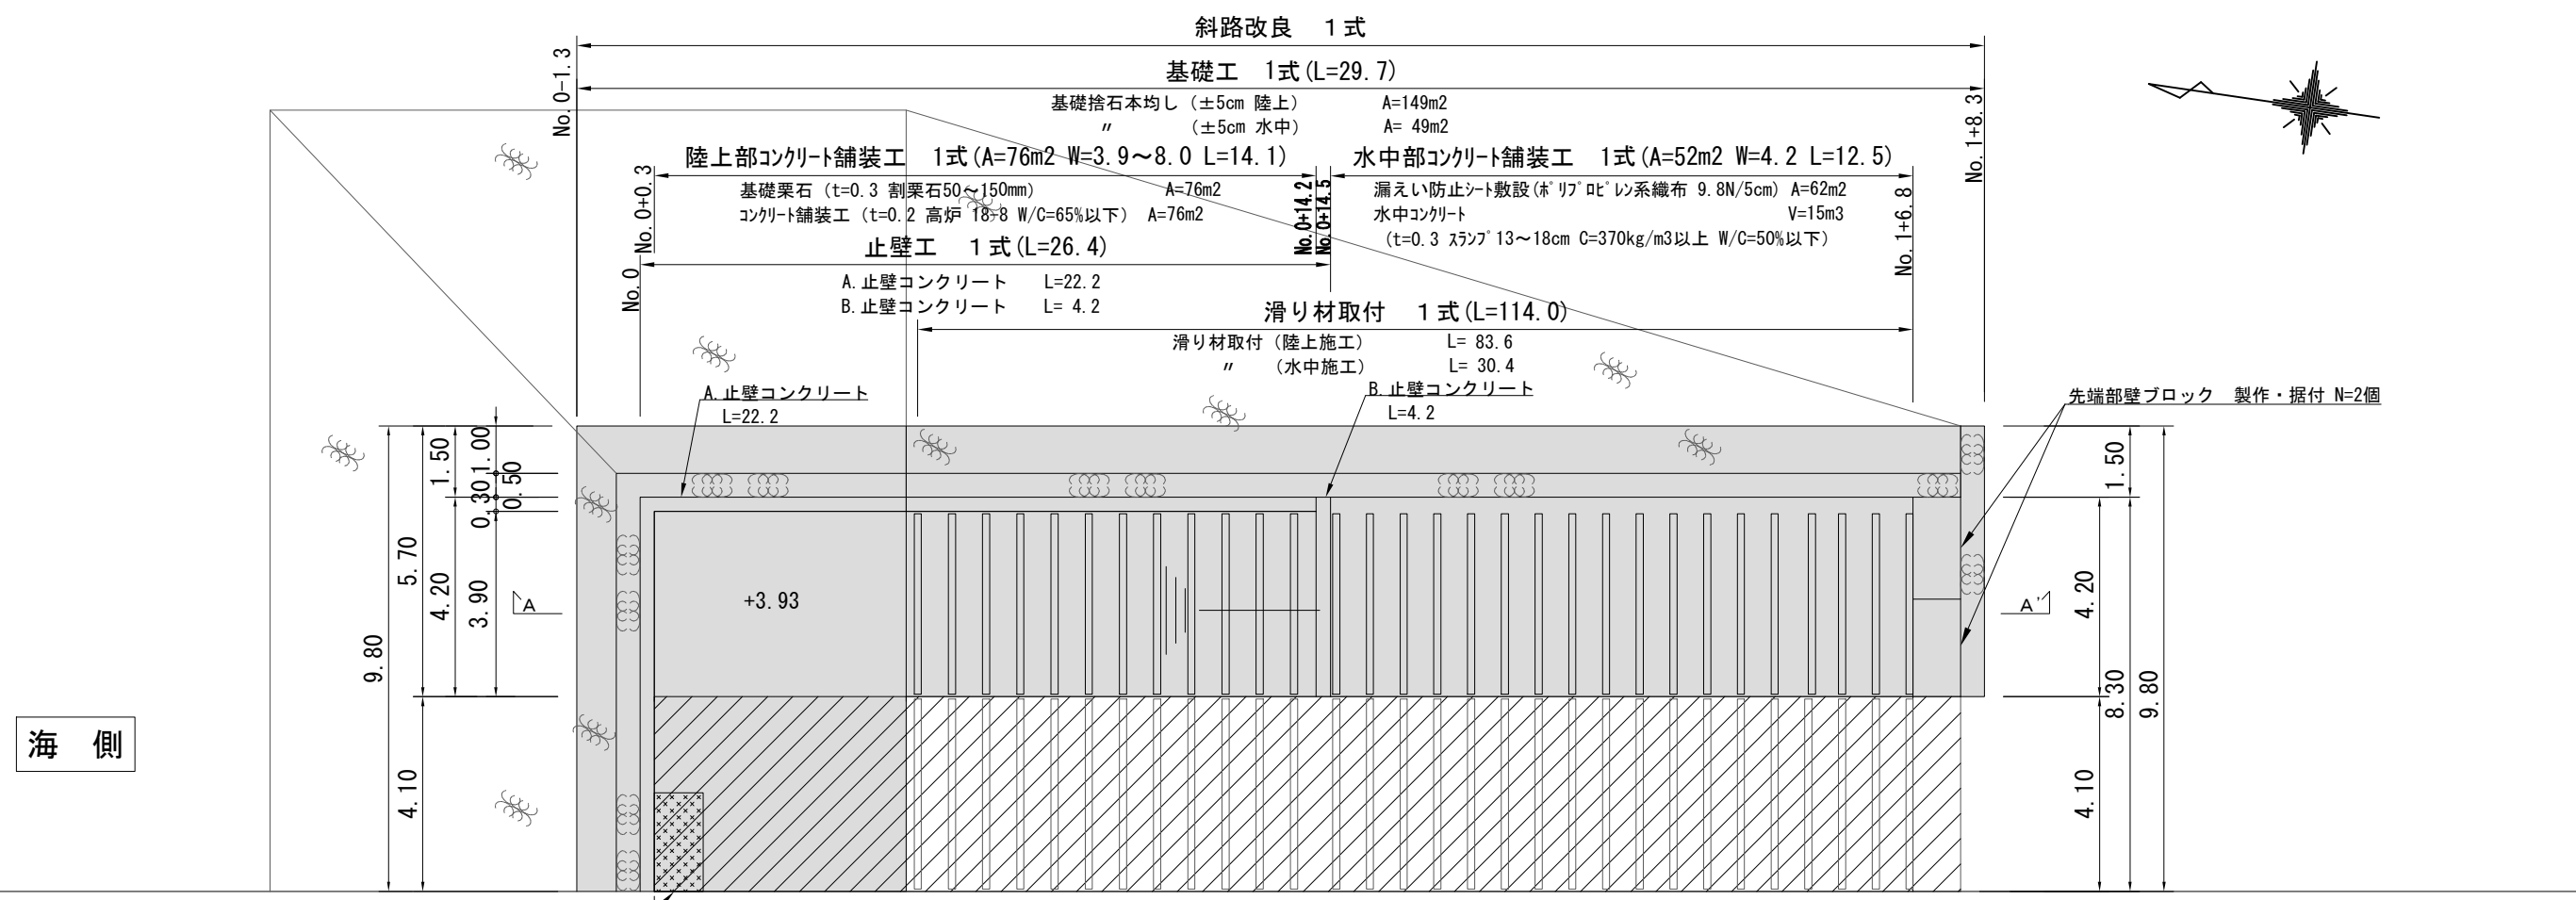 斜路改良　１式
基礎工　1式(L=29.7)
基礎捨石本均し（±5cm 陸上）　A=149m2
〃　（±5cm 水中）　A= 49m2
陸上部ｺﾝｸﾘｰﾄ舗装工　1式(A=76m2 W=3.9～8.0 L=14.1)
基礎栗石（t=0.3 割栗石50～150mm）　A=76m2
ｺﾝｸﾘｰﾄ舗装工（t=0.2 高炉 18-8 W/C=65%以下）　A=76m2
水中部ｺﾝｸﾘｰﾄ舗装工　1式(A=52m2 W=4.2 L=12.5)
漏えい防止ｼｰﾄ敷設(ﾎﾟﾘﾌﾟﾛﾋﾟﾚﾝ系織布 9.8N/5cm) A=62m2
水中ｺﾝｸﾘｰﾄ　V=15m3
（t=0.3 ｽﾗﾝﾌﾟ13～18cm C=370kg/m3以上 W/C=50%以下）
止壁工　１式(L=26.4)
A.止壁コンクリート　L=22.2
B.止壁コンクリート　L= 4.2
滑り材取付　１式(L=114.0)
滑り材取付（陸上施工）　L= 83.6
〃　（水中施工）　L= 30.4
No.0-1.3
No.0
No.0+0.3
No.0+14.2
No.0+14.5
No.1+6.8
No.1+8.3
A.止壁コンクリート
L=22.2
B.止壁コンクリート
L=4.2
先端部壁ブロック　製作・据付 N=2個
9.80
5.70
4.10
1.50
4.20
1.00
0.30
0.50
3.90
A
+3.93
A'
1.50
4.20
4.10
8.30
9.80
海　側